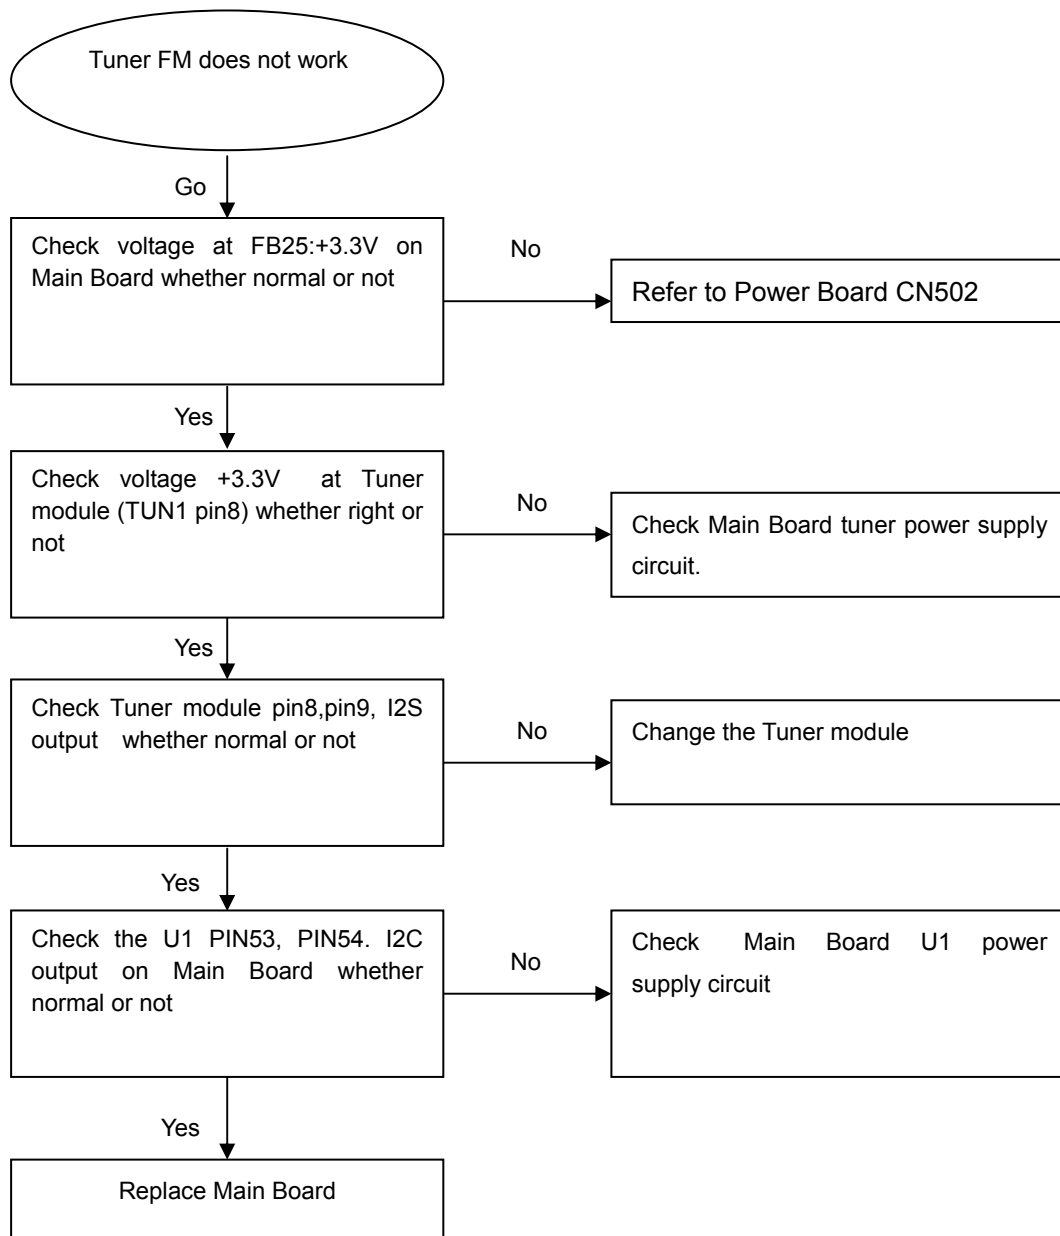 Tuner FM does not work
Go
Check voltage at FB25:+3.3V on
Main Board whether normal or not
No
Refer to Power Board CN502
Yes
Check voltage +3.3V at Tuner
module (TUN1 pin8) whether right or
not
No
Check Main Board tuner power supply
circuit.
Yes
Check Tuner module pin8,pin9, I2S
output whether normal or not
No
Change the Tuner module
Yes
Check the U1 PIN53, PIN54. I2C
output on Main Board whether
normal or not
No
Check Main Board U1 power
supply circuit
Yes
Replace Main Board